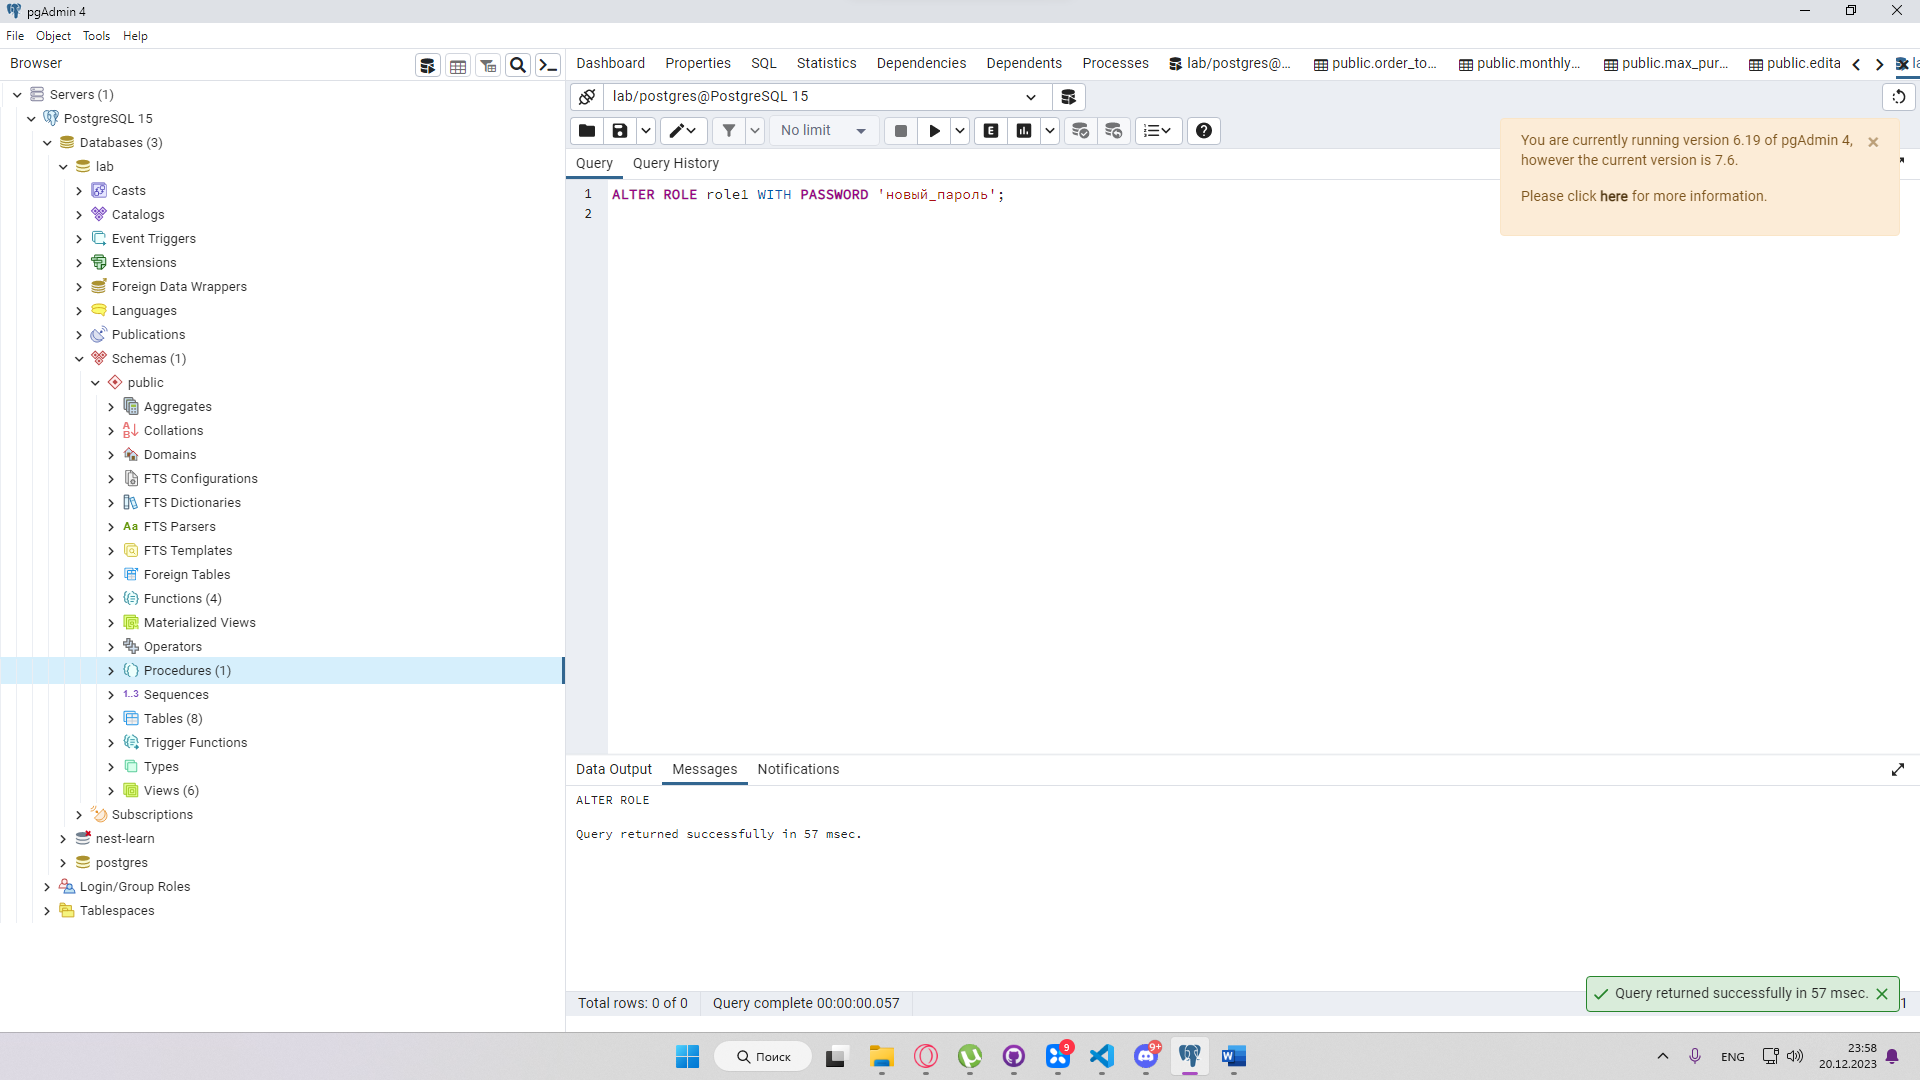 pgAdmin 4
File Object Tools Help
Browser
Dashboard Properties SQL Statistics Dependencies Dependents Processes lab/postgres@... public.order_to... public.monthly... public.max_pur... public.edita
Servers (1)
PostgreSQL 15
Databases (3)
lab
Casts
Catalogs
Event Triggers
Extensions
Foreign Data Wrappers
Languages
Publications
Schemas (1)
public
Aggregates
Collations
Domains
FTS Configurations
FTS Dictionaries
Aa FTS Parsers
FTS Templates
Foreign Tables
Functions (4)
Materialized Views
Operators
Procedures (1)
1..3 Sequences
Tables (8)
Trigger Functions
Types
Views (6)
Subscriptions
nest-learn
postgres
Login/Group Roles
Tablespaces
lab/postgres@PostgreSQL 15
No limit
E
Query Query History
1 ALTER ROLE role1 WITH PASSWORD 'новый_пароль';
2
You are currently running version 6.19 of pgAdmin 4,
however the current version is 7.6.
Please click here for more information.
Data Output Messages Notifications
ALTER ROLE
Query returned successfully in 57 msec.
Total rows: 0 of 0 Query complete 00:00:00.057
Query returned successfully in 57 msec.
Поиск
9
9+
ENG
23:58
20.12.2023